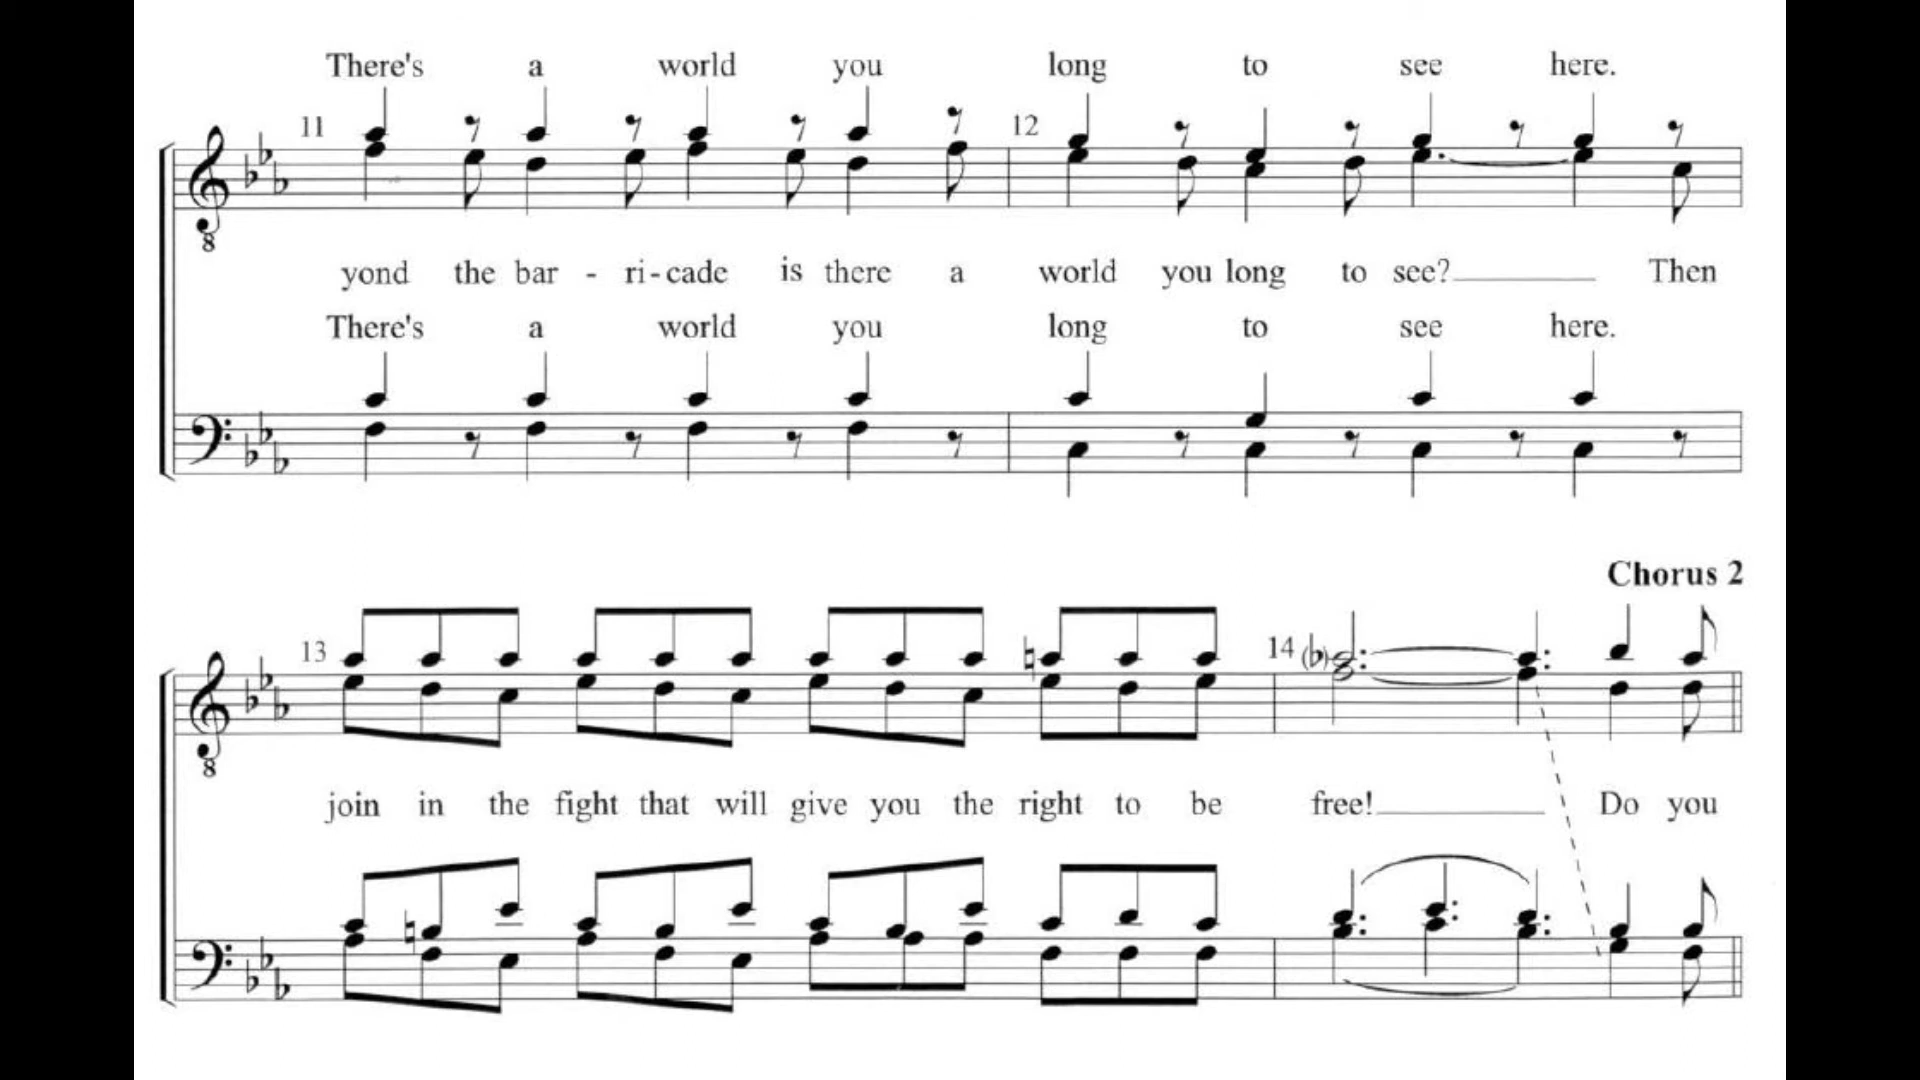 There's a world you long to see here.
11 12
8
yond the bar - ri - cade is there a world you long to see? Then
There's a world you long to see here.
Chorus 2
13 14
8
join in the fight that will give you the right to be free! Do you